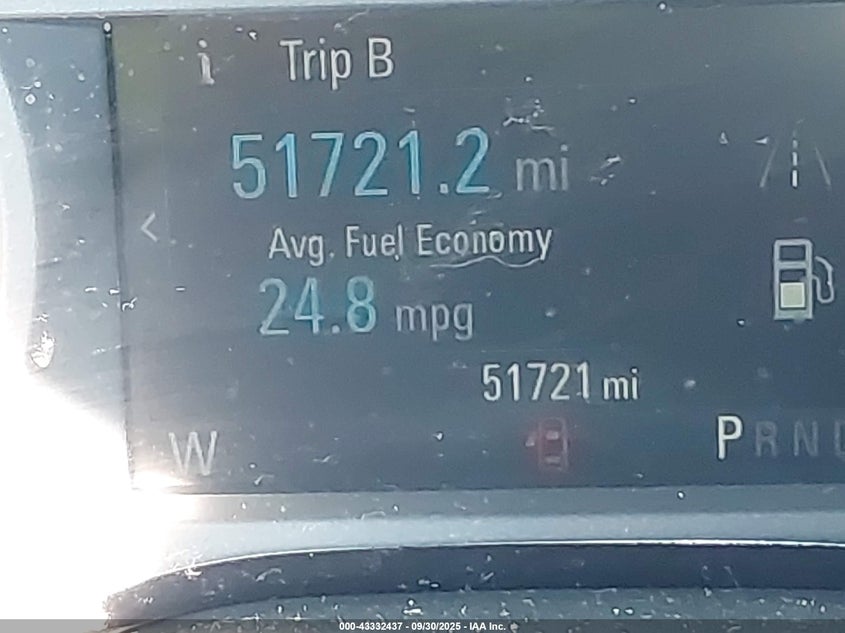 i Trip B
51721.2 mi
<
Avg. Fuel Economy
24.8 mpg
51721 mi
W
P R N
000-43332437 - 09/30/2025 - IAA Inc.